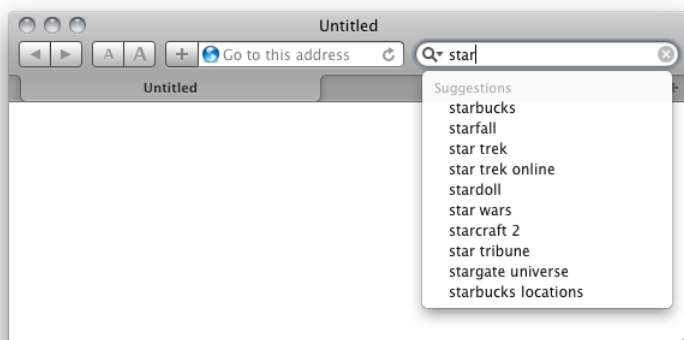 Untitled
A A + Go to this address star
Untitled +
Suggestions
starbucks
starfall
star trek
star trek online
stardoll
star wars
starcraft 2
star tribune
stargate universe
starbucks locations